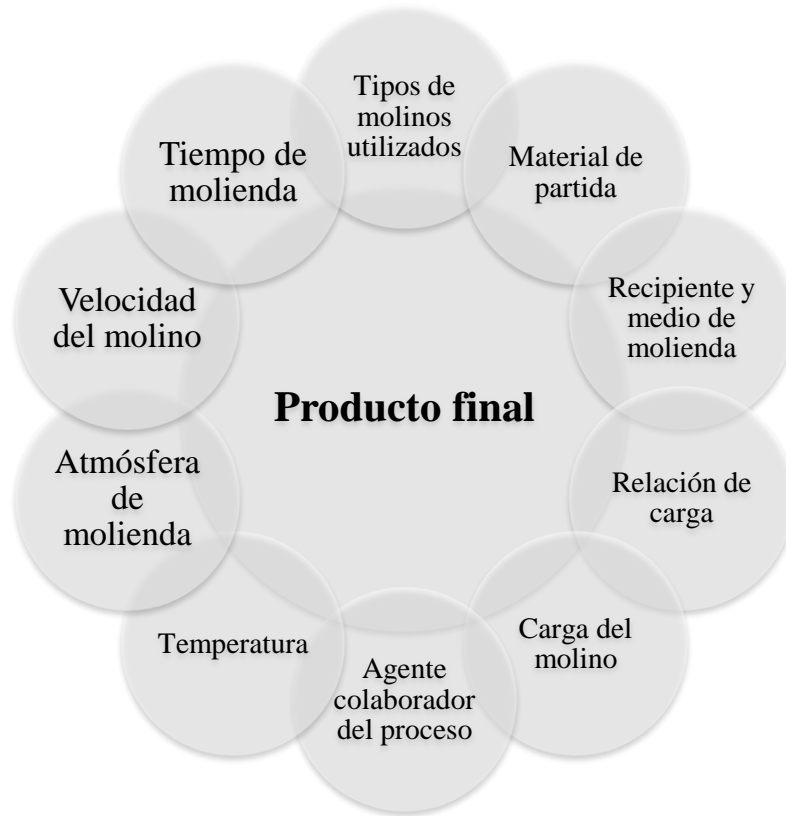 Tipos de
molinos
utilizados
Material de
partida
Recipiente y
medio de
molienda
Relación de
carga
Carga del
molino
Agente
colaborador
del proceso
Temperatura
Atmósfera
de
molienda
Velocidad
del molino
Tiempo de
molienda
Producto final